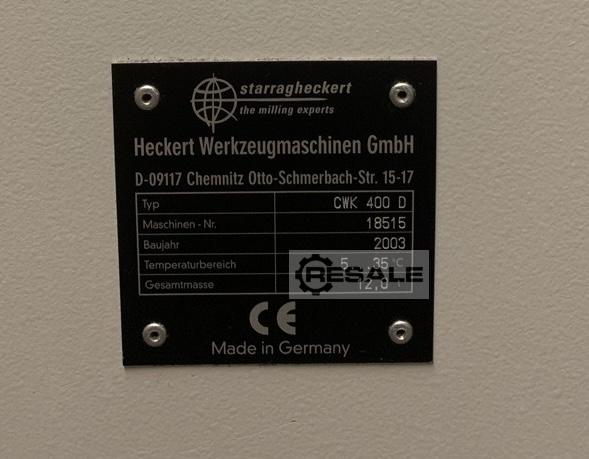 starragheckert
the milling experts
Heckert Werkzeugmaschinen GmbH
D-09117 Chemnitz Otto-Schmerbach-Str. 15-17
Typ CWK 400 D
Maschinen - Nr. 18515
Baujahr 2003
Temperaturbereich 5 35 °C
Gesamtmasse
RESALE
CE
Made in Germany